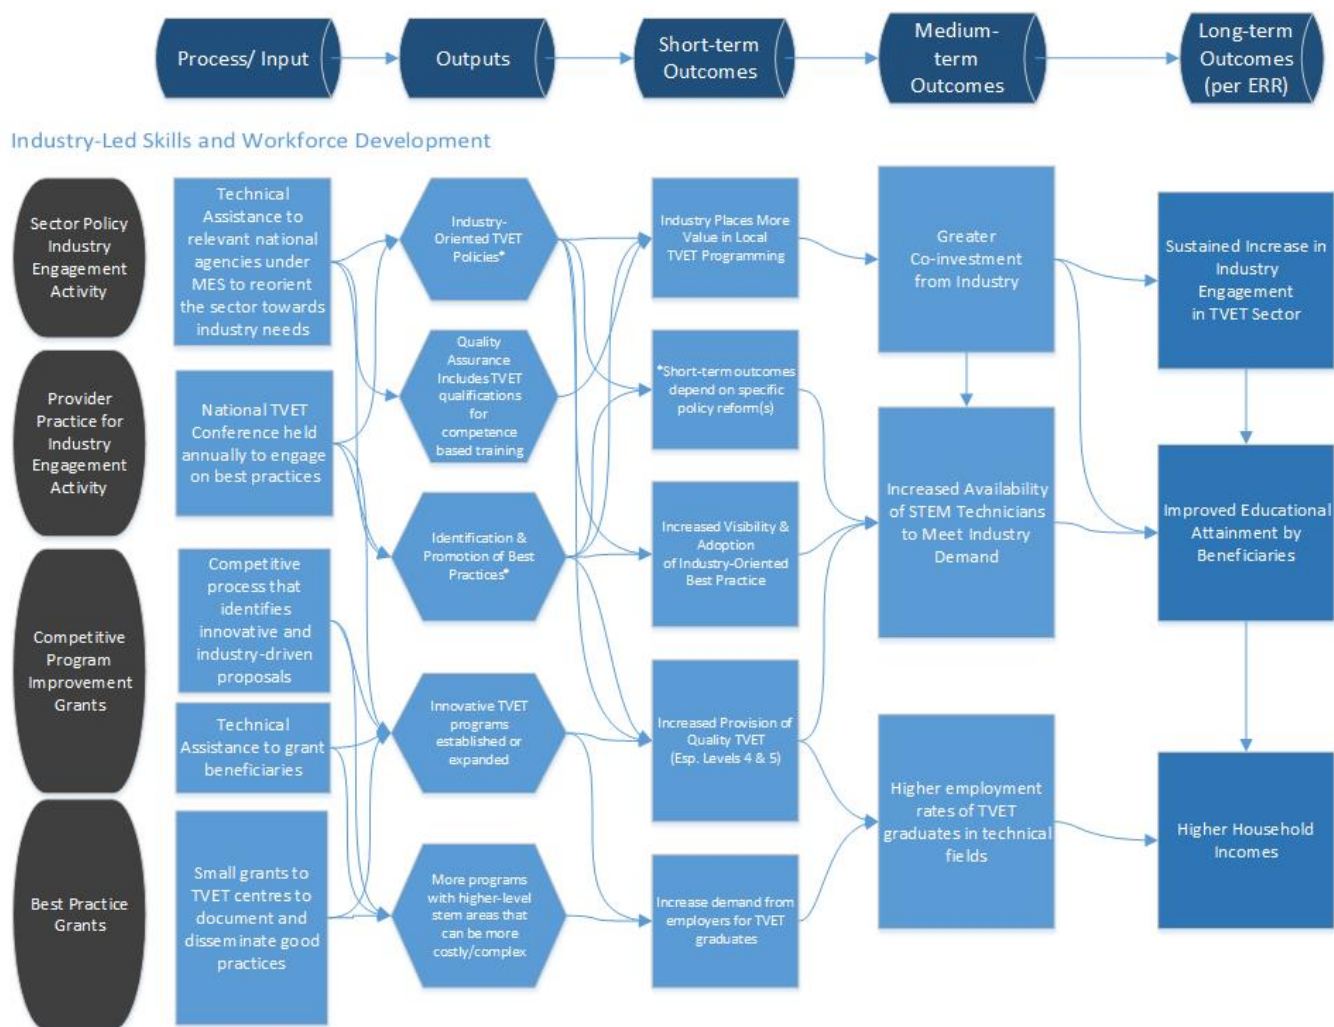 Process/ Input
Outputs
Short-term
Outcomes
Medium-
term
Outcomes
Long-term
Outcomes
(per ERR)
Industry-Led Skills and Workforce Development
Sector Policy
Industry
Engagement
Activity
Provider
Practice for
Industry
Engagement
Activity
Competitive
Program
Improvement
Grants
Best Practice
Grants
Technical
Assistance to
relevant national
agencies under
MES to reorient
the sector towards
industry needs
National TVET
Conference held
annually to engage
on best practices
Competitive
process that
identifies
innovative and
industry-driven
proposals
Technical
Assistance to grant
beneficiaries
Small grants to
TVET centres to
document and
disseminate good
practices
Industry-
Oriented TVET
Policies*
Quality
Assurance
Includes TVET
qualifications
for
competence
based training
Identification &
Promotion of Best
Practices*
Innovative TVET
programs
established or
expanded
More programs
with higher-level
stem areas that
can be more
costly/complex
Industry Places More
Value in Local
TVET Programming
*Short-term outcomes
depend on specific
policy reform(s)
Increased Visibility &
Adoption
of Industry-Oriented
Best Practice
Increased Provision of
Quality TVET
(Esp. Levels 4 & 5)
Increase demand from
employers for TVET
graduates
Greater
Co-investment
from Industry
Increased Availability
of STEM Technicians
to Meet Industry
Demand
Higher employment
rates of TVET
graduates in technical
fields
Sustained Increase in
Industry
Engagement
in TVET Sector
Improved Educational
Attainment by
Beneficiaries
Higher Household
Incomes